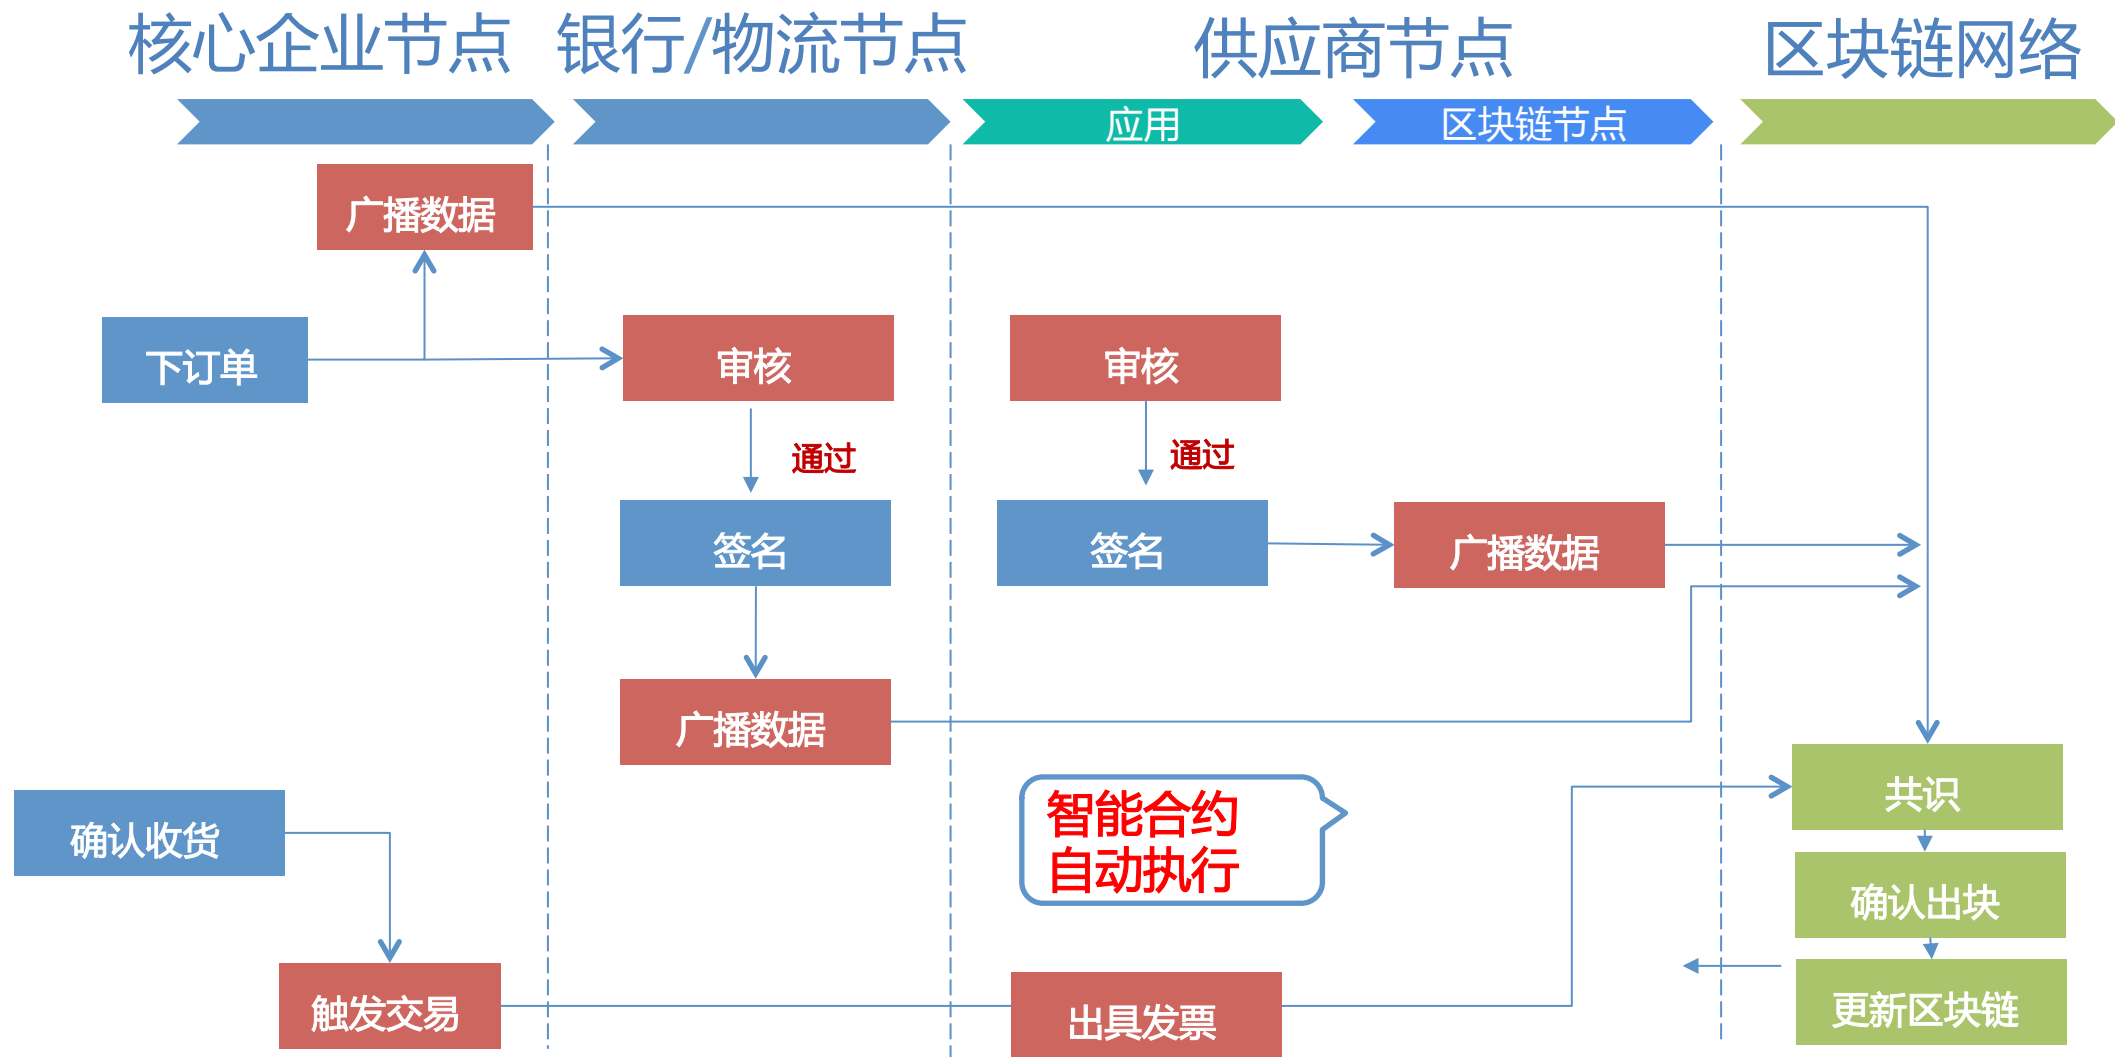 核心企业节点
银行/物流节点
供应商节点
区块链网络
应用
区块链节点
广播数据
下订单
审核
审核
通过
通过
签名
签名
广播数据
广播数据
确认收货
智能合约
自动执行
共识
确认出块
触发交易
出具发票
更新区块链